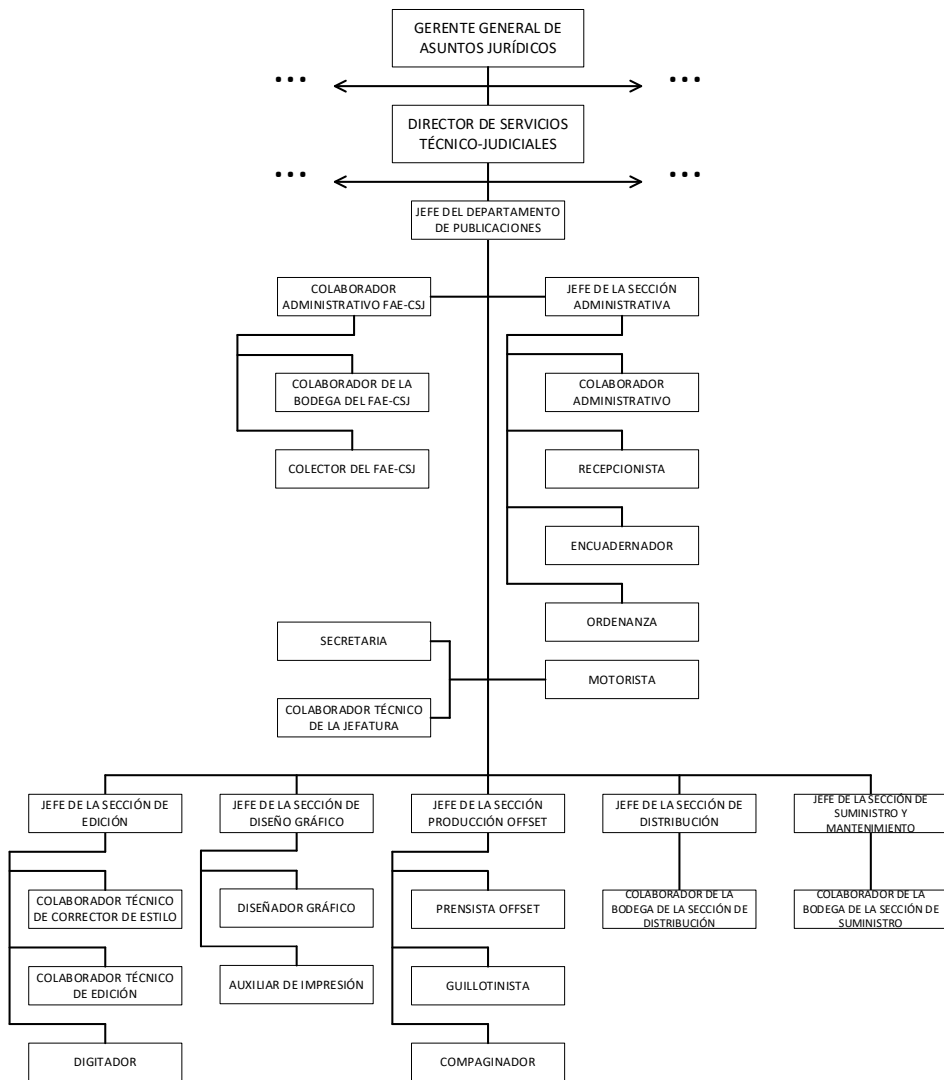 GERENTE GENERAL DE
ASUNTOS JURÍDICOS
...
...
DIRECTOR DE SERVICIOS
TÉCNICO-JUDICIALES
...
...
JEFE DEL DEPARTAMENTO
DE PUBLICACIONES
COLABORADOR
ADMINISTRATIVO FAE-CSJ
JEFE DE LA SECCIÓN
ADMINISTRATIVA
COLABORADOR DE LA
BODEGA DEL FAE-CSJ
COLABORADOR
ADMINISTRATIVO
COLECTOR DEL FAE-CSJ
RECEPCIONISTA
ENCUADERNADOR
ORDENANZA
SECRETARIA
MOTORISTA
COLABORADOR TÉCNICO
DE LA JEFATURA
JEFE DE LA SECCIÓN DE
EDICIÓN
JEFE DE LA SECCIÓN DE
DISEÑO GRÁFICO
JEFE DE LA SECCIÓN
PRODUCCIÓN OFFSET
JEFE DE LA SECCIÓN DE
DISTRIBUCIÓN
JEFE DE LA SECCIÓN DE
SUMINISTRO Y
MANTENIMIENTO
COLABORADOR TÉCNICO
DE CORRECTOR DE ESTILO
DISEÑADOR GRÁFICO
PRENSISTA OFFSET
COLABORADOR DE LA
BODEGA DE LA SECCIÓN DE
DISTRIBUCIÓN
COLABORADOR DE LA
BODEGA DE LA SECCIÓN DE
SUMINISTRO
COLABORADOR TÉCNICO
DE EDICIÓN
AUXILIAR DE IMPRESIÓN
GUILLOTINISTA
DIGITADOR
COMPAGINADOR